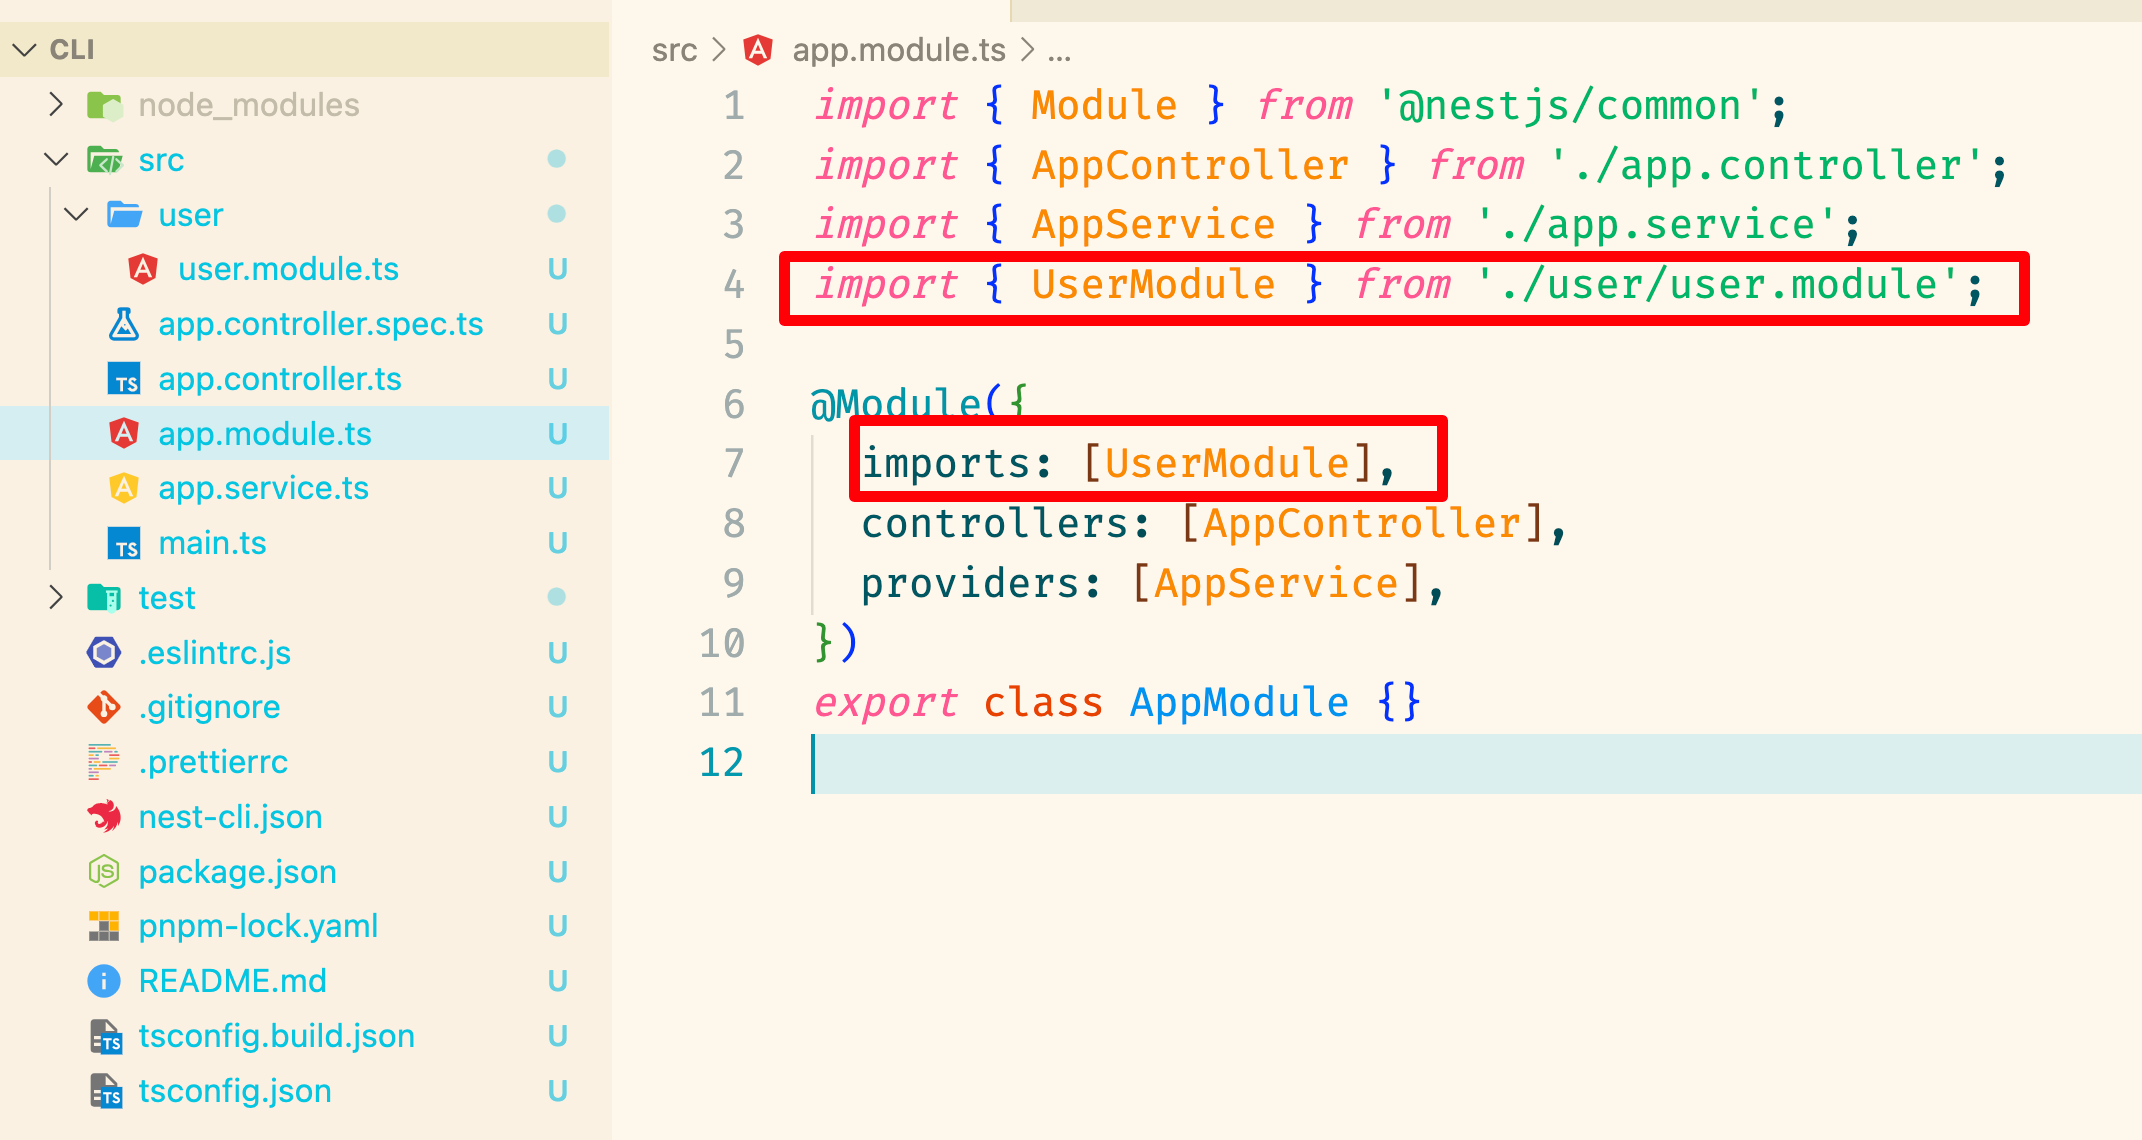 CLI
node_modules
src
user
user.module.ts U
app.controller.spec.ts U
app.controller.ts U
app.module.ts U
app.service.ts U
main.ts U
test
.eslintrc.js U
.gitignore U
.prettierrc U
nest-cli.json U
package.json U
pnpm-lock.yaml U
README.md U
tsconfig.build.json U
tsconfig.json U
src > app.module.ts > ...
1 import { Module } from '@nestjs/common';
2 import { AppController } from './app.controller';
3 import { AppService } from './app.service';
4 import { UserModule } from './user/user.module';
5
6 @Module({
7   imports: [UserModule],
8   controllers: [AppController],
9   providers: [AppService],
10 })
11 export class AppModule {}
12